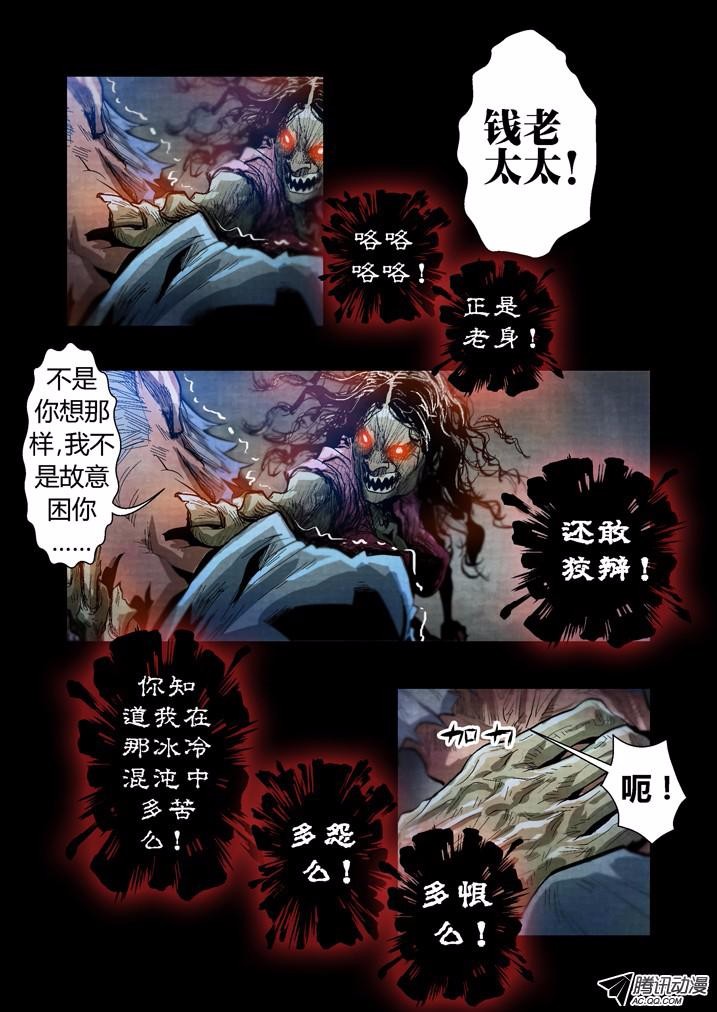 钱老
太太！
咯咯
咯咯！
正是
老身！
不是
你想那
样，我不
是故意
困你
……
还敢
狡辩！
你知
道我在
那冰冷
混沌中
多苦
么！
多怨
么！
加力
呃！
多恨
么！
腾讯动漫
AC.QQ.COM